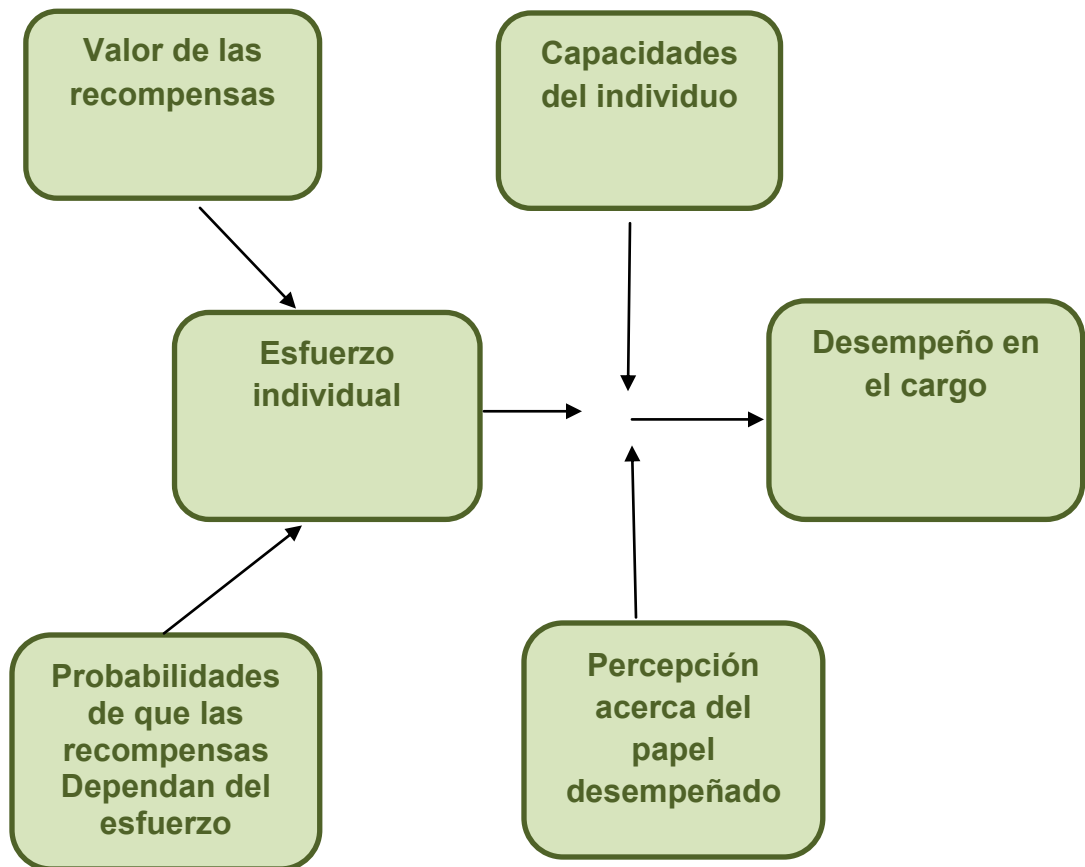 Valor de las
recompensas
Capacidades
del individuo
Esfuerzo
individual
Desempeño en
el cargo
Probabilidades
de que las
recompensas
Dependan del
esfuerzo
Percepción
acerca del
papel
desempeñado